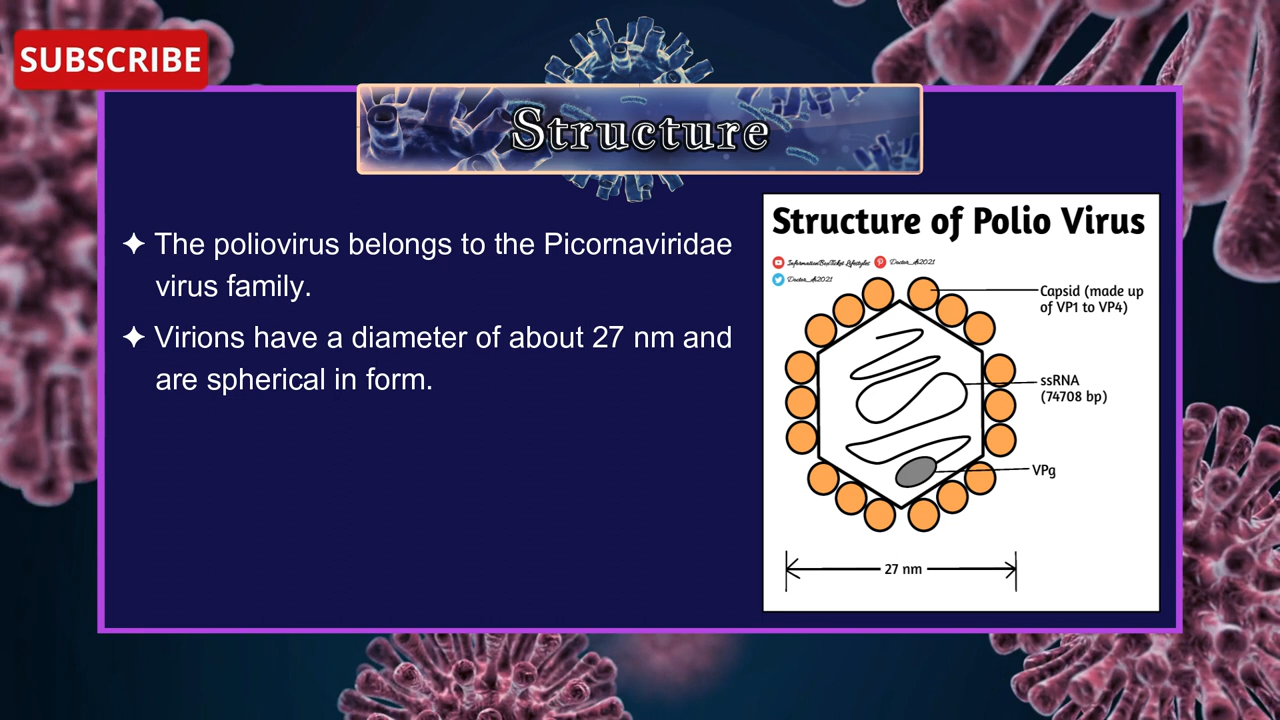 SUBSCRIBE
Structure
✦ The poliovirus belongs to the Picornaviridae
virus family.
✦ Virions have a diameter of about 27 nm and
are spherical in form.
Structure of Polio Virus
Doctor_Ai2021
Doctor_Ai2021
Capsid (made up
of VP1 to VP4)
ssRNA
(74708 bp)
VPg
27 nm